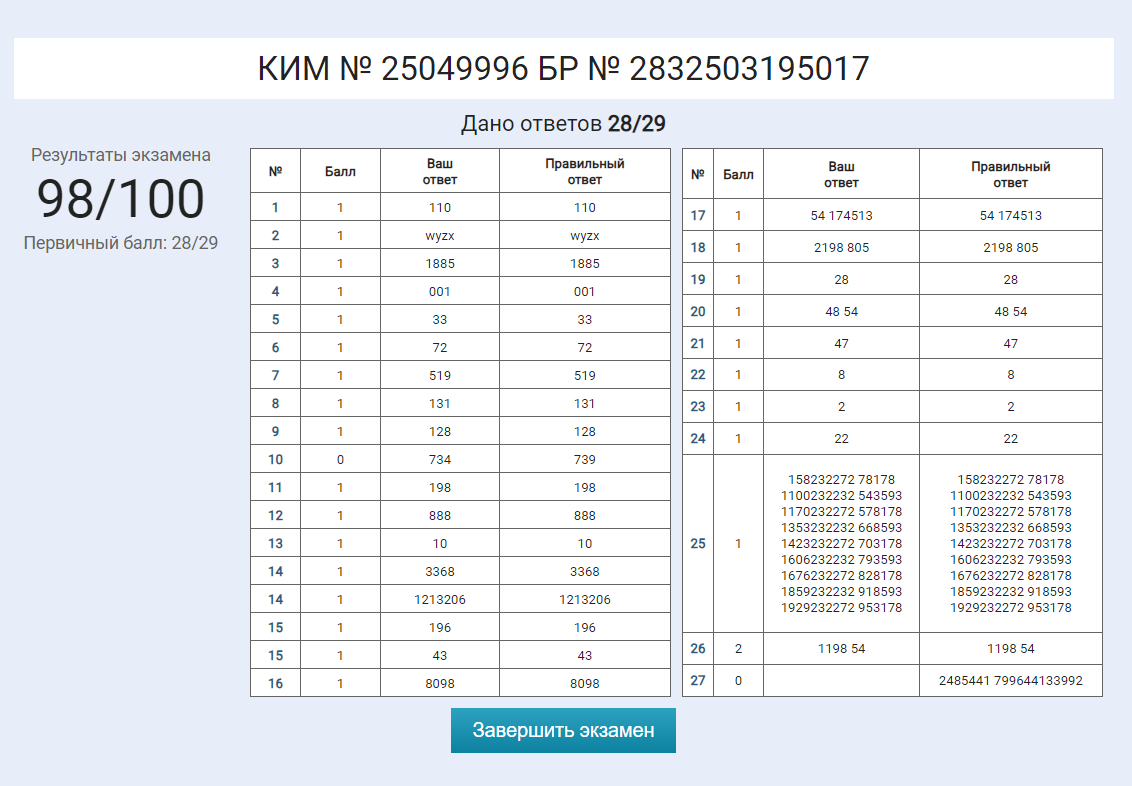 КИМ № 25049996 БР № 2832503195017
Дано ответов 28/29
Результаты экзамена
98/100
Первичный балл: 28/29
№ Балл Ваш ответ Правильный ответ
1 1 110 110
2 1 wyzx wyzx
3 1 1885 1885
4 1 001 001
5 1 33 33
6 1 72 72
7 1 519 519
8 1 131 131
9 1 128 128
10 0 734 739
11 1 198 198
12 1 888 888
13 1 10 10
14 1 3368 3368
14 1 1213206 1213206
15 1 196 196
15 1 43 43
16 1 8098 8098
№ Балл Ваш ответ Правильный ответ
17 1 54 174513 54 174513
18 1 2198 805 2198 805
19 1 28 28
20 1 48 54 48 54
21 1 47 47
22 1 8 8
23 1 2 2
24 1 22 22
158232272 78178 158232272 78178
1100232232 543593 1100232232 543593
1170232272 578178 1170232272 578178
1353232232 668593 1353232232 668593
25 1 1423232272 703178 1423232272 703178
1606232232 793593 1606232232 793593
1676232272 828178 1676232272 828178
1859232232 918593 1859232232 918593
1929232272 953178 1929232272 953178
26 2 1198 54 1198 54
27 0 2485441 799644133992
Завершить экзамен